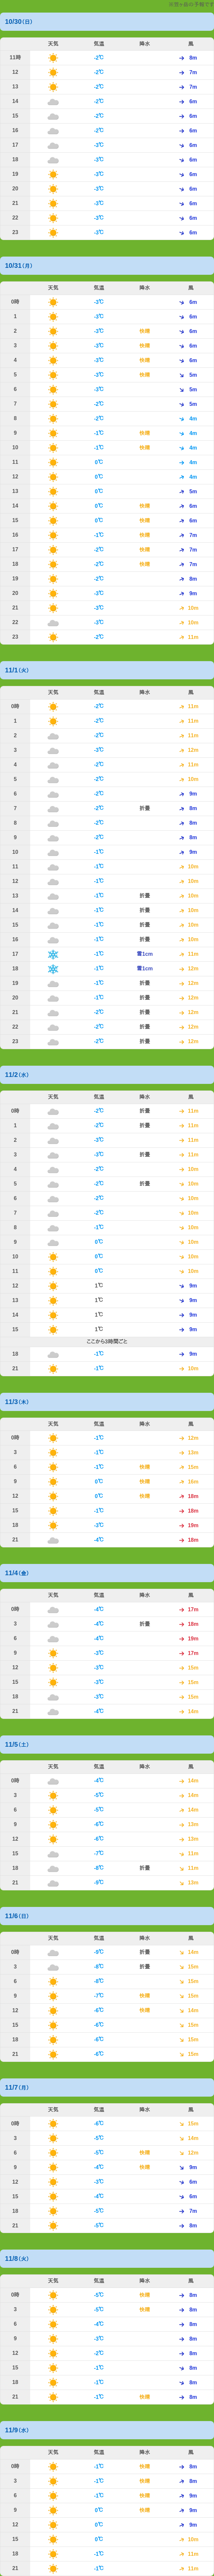 10/30(日)
天気 気温 降水 風
11時 -2℃ 8m
12 -2℃ 7m
13 -2℃ 7m
14 -2℃ 6m
15 -2℃ 6m
16 -2℃ 6m
17 -3℃ 6m
18 -3℃ 6m
19 -3℃ 6m
20 -3℃ 6m
21 -3℃ 6m
22 -3℃ 6m
23 -3℃ 6m
10/31(月)
天気 気温 降水 風
0時 -3℃ 6m
1 -3℃ 6m
2 -3℃ 快晴 6m
3 -3℃ 快晴 6m
4 -3℃ 快晴 6m
5 -3℃ 快晴 5m
6 -3℃ 5m
7 -2℃ 5m
8 -2℃ 4m
9 -1℃ 快晴 4m
10 -1℃ 快晴 4m
11 0℃ 4m
12 0℃ 4m
13 0℃ 5m
14 0℃ 快晴 6m
15 0℃ 快晴 6m
16 -1℃ 快晴 7m
17 -2℃ 快晴 7m
18 -2℃ 快晴 7m
19 -2℃ 8m
20 -3℃ 9m
21 -3℃ 10m
22 -3℃ 10m
23 -2℃ 11m
11/1(火)
天気 気温 降水 風
0時 -2℃ 11m
1 -2℃ 11m
2 -2℃ 11m
3 -3℃ 12m
4 -2℃ 11m
5 -2℃ 10m
6 -2℃ 9m
7 -2℃ 折畳 8m
8 -2℃ 8m
9 -2℃ 8m
10 -1℃ 9m
11 -1℃ 10m
12 -1℃ 10m
13 -1℃ 折畳 10m
14 -1℃ 折畳 10m
15 -1℃ 折畳 10m
16 -1℃ 折畳 10m
17 -1℃ 雪1cm 11m
18 -1℃ 雪1cm 12m
19 -1℃ 折畳 12m
20 -1℃ 折畳 12m
21 -2℃ 折畳 12m
22 -2℃ 折畳 12m
23 -2℃ 折畳 12m
11/2(水)
天気 気温 降水 風
0時 -2℃ 折畳 11m
1 -2℃ 折畳 11m
2 -3℃ 11m
3 -3℃ 折畳 11m
4 -2℃ 10m
5 -2℃ 折畳 10m
6 -2℃ 10m
7 -2℃ 10m
8 -1℃ 10m
9 0℃ 10m
10 0℃ 10m
11 0℃ 10m
12 1℃ 9m
13 1℃ 9m
14 1℃ 9m
15 1℃ 9m
ここから3時間ごと
18 -1℃ 9m
21 -1℃ 10m
11/3(木)
天気 気温 降水 風
0時 -1℃ 12m
3 -1℃ 13m
6 -1℃ 快晴 15m
9 0℃ 快晴 16m
12 0℃ 快晴 18m
15 -1℃ 18m
18 -3℃ 19m
21 -4℃ 18m
11/4(金)
天気 気温 降水 風
0時 -4℃ 17m
3 -4℃ 折畳 18m
6 -4℃ 19m
9 -3℃ 17m
12 -3℃ 15m
15 -3℃ 15m
18 -3℃ 15m
21 -4℃ 14m
11/5(土)
天気 気温 降水 風
0時 -4℃ 14m
3 -5℃ 14m
6 -5℃ 14m
9 -6℃ 13m
12 -6℃ 13m
15 -7℃ 11m
18 -8℃ 折畳 11m
21 -9℃ 13m
11/6(日)
天気 気温 降水 風
0時 -9℃ 折畳 14m
3 -8℃ 折畳 15m
6 -8℃ 15m
9 -7℃ 快晴 15m
12 -6℃ 快晴 14m
15 -6℃ 15m
18 -6℃ 15m
21 -6℃ 15m
11/7(月)
天気 気温 降水 風
0時 -6℃ 15m
3 -5℃ 14m
6 -5℃ 快晴 12m
9 -4℃ 快晴 9m
12 -3℃ 6m
15 -4℃ 6m
18 -5℃ 7m
21 -5℃ 8m
11/8(火)
天気 気温 降水 風
0時 -5℃ 快晴 8m
3 -5℃ 快晴 8m
6 -4℃ 8m
9 -3℃ 8m
12 -2℃ 8m
15 -1℃ 8m
18 -1℃ 8m
21 -1℃ 快晴 8m
11/9(水)
天気 気温 降水 風
0時 -1℃ 快晴 8m
3 -1℃ 快晴 8m
6 -1℃ 快晴 9m
9 0℃ 快晴 9m
12 0℃ 9m
15 0℃ 10m
18 -1℃ 11m
21 -1℃ 11m